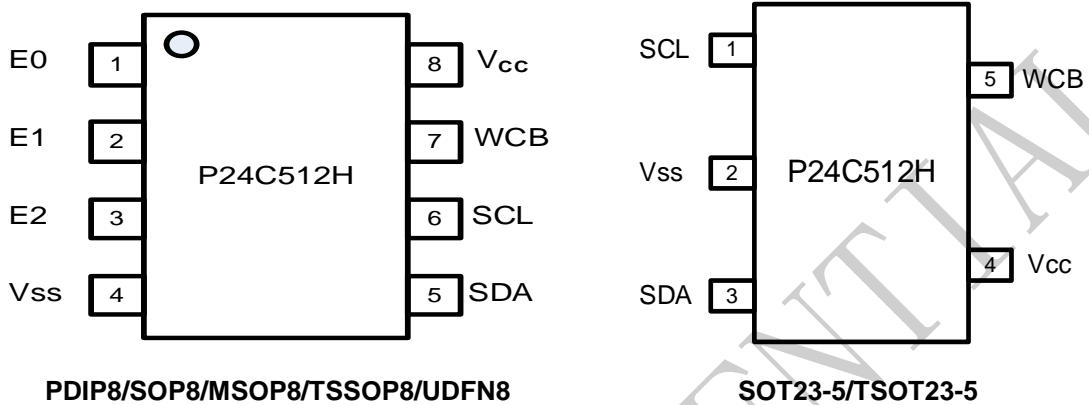 E0 1 8 Vcc
E1 2 7 WCB
P24C512H
E2 3 6 SCL
Vss 4 5 SDA
PDIP8/SOP8/MSOP8/TSSOP8/UDFN8
SCL 1
5 WCB
Vss 2 P24C512H
4 Vcc
SDA 3
SOT23-5/TSOT23-5
ENTIAL